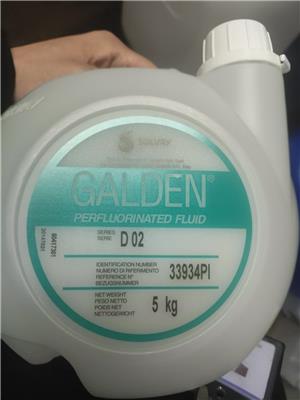 SOLVAY
GALDEN®
PERFLUORINATED FLUID
SERIES
SERIE
D 02
IDENTIFICATION NUMBER
NUMERO DI RIFERIMENTO
REFERENCE N°
BEZUGSNUMMER
33934PI
NET WEIGHT
PESO NETTO
POIDS NET
NETTOGEWICHT
5 kg